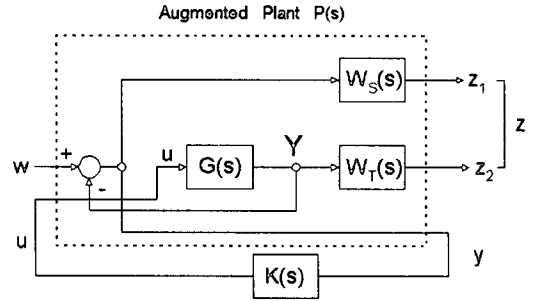 Augmented Plant P(s)
W_S(s)
z_1
z
w
+
-
u
G(s)
Y
W_T(s)
z_2
u
y
K(s)